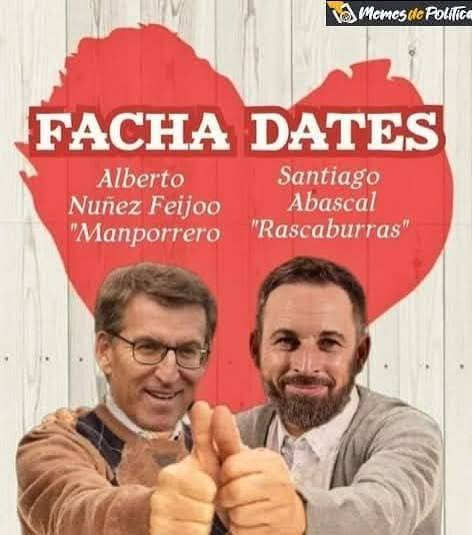 Memes de Política
FACHA DATES
Alberto
Nuñez Feijoo
"Manporrero
Santiago
Abascal
"Rascaburras"